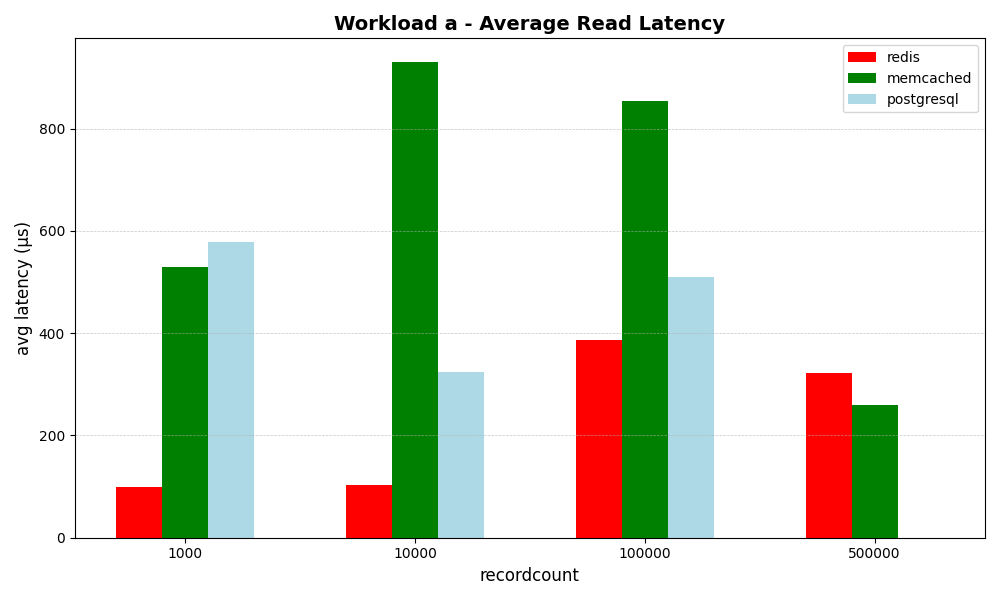 Workload a - Average Read Latency
redis
memcached
postgresql
avg latency (µs)
800
600
400
200
0
1000
10000
100000
500000
recordcount